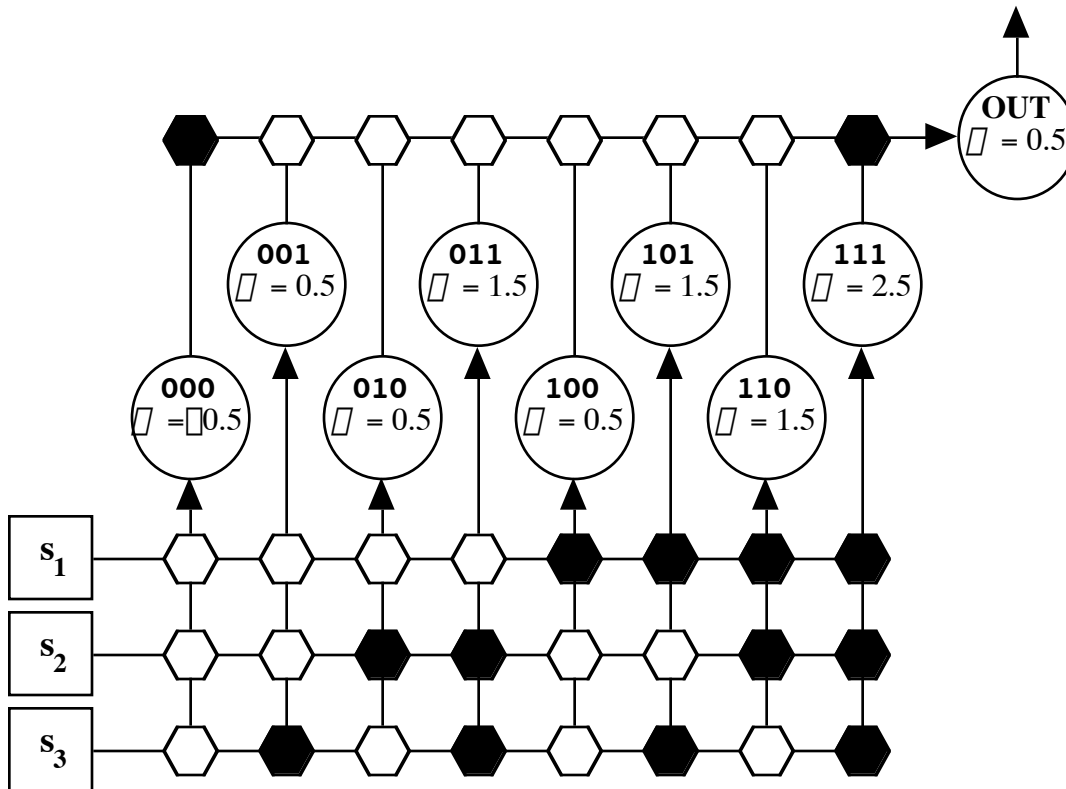 OUT
▯ = 0.5
001
▯ = 0.5
011
▯ = 1.5
101
▯ = 1.5
111
▯ = 2.5
000
▯ =▯0.5
010
▯ = 0.5
100
▯ = 0.5
110
▯ = 1.5
s1
s2
s3